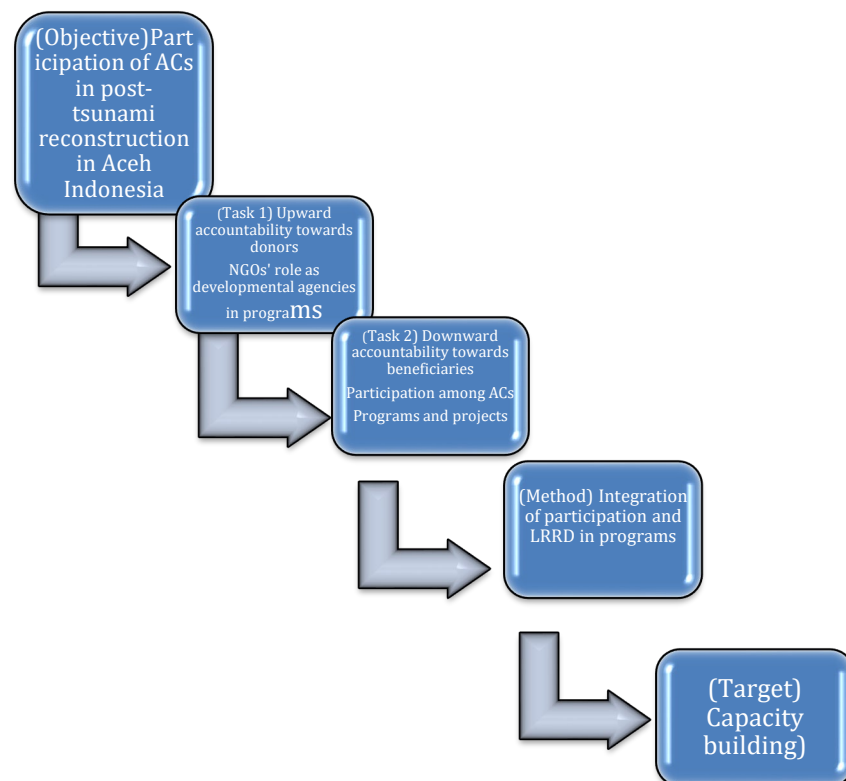 (Objective)Part
icipation of ACs
in post-
tsunami
reconstruction
in Aceh
Indonesia
(Task 1) Upward
accountability towards
donors
NGOs' role as
developmental agencies
in programs
(Task 2) Downward
accountability towards
beneficiaries
Participation among ACs
Programs and projects
(Method) Integration
of participation and
LRRD in programs
(Target)
Capacity
building)